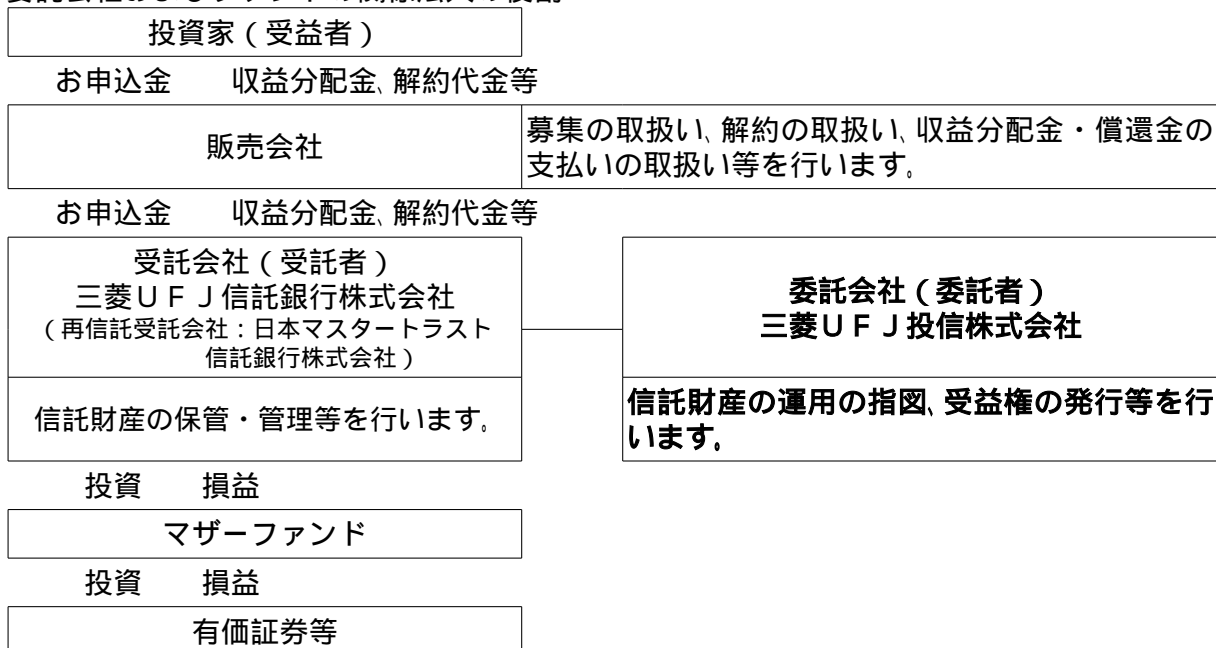 投資家（受益者）
お申込金　　収益分配金、解約代金等
販売会社
募集の取扱い、解約の取扱い、収益分配金・償還金の
支払いの取扱い等を行います。
お申込金　　収益分配金、解約代金等
受託会社（受託者）
三菱ＵＦＪ信託銀行株式会社
（再信託受託会社：日本マスタートラスト
信託銀行株式会社）
委託会社（委託者）
三菱ＵＦＪ投信株式会社
信託財産の保管・管理等を行います。
信託財産の運用の指図、受益権の発行等を行
います。
投資　　損益
マザーファンド
投資　　損益
有価証券等